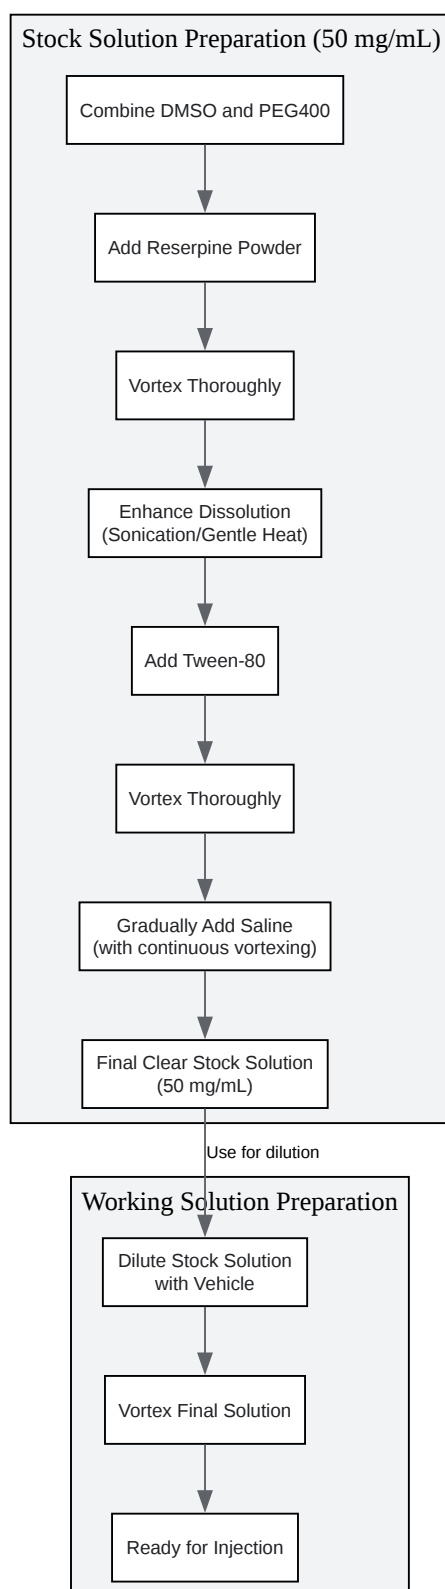 Stock Solution Preparation (50 mg/mL)
Combine DMSO and PEG400
Add Reserpine Powder
Vortex Thoroughly
Enhance Dissolution
(Sonication/Gentle Heat)
Add Tween-80
Vortex Thoroughly
Gradually Add Saline
(with continuous vortexing)
Final Clear Stock Solution
(50 mg/mL)
Use for dilution
Working Solution Preparation
Dilute Stock Solution
with Vehicle
Vortex Final Solution
Ready for Injection